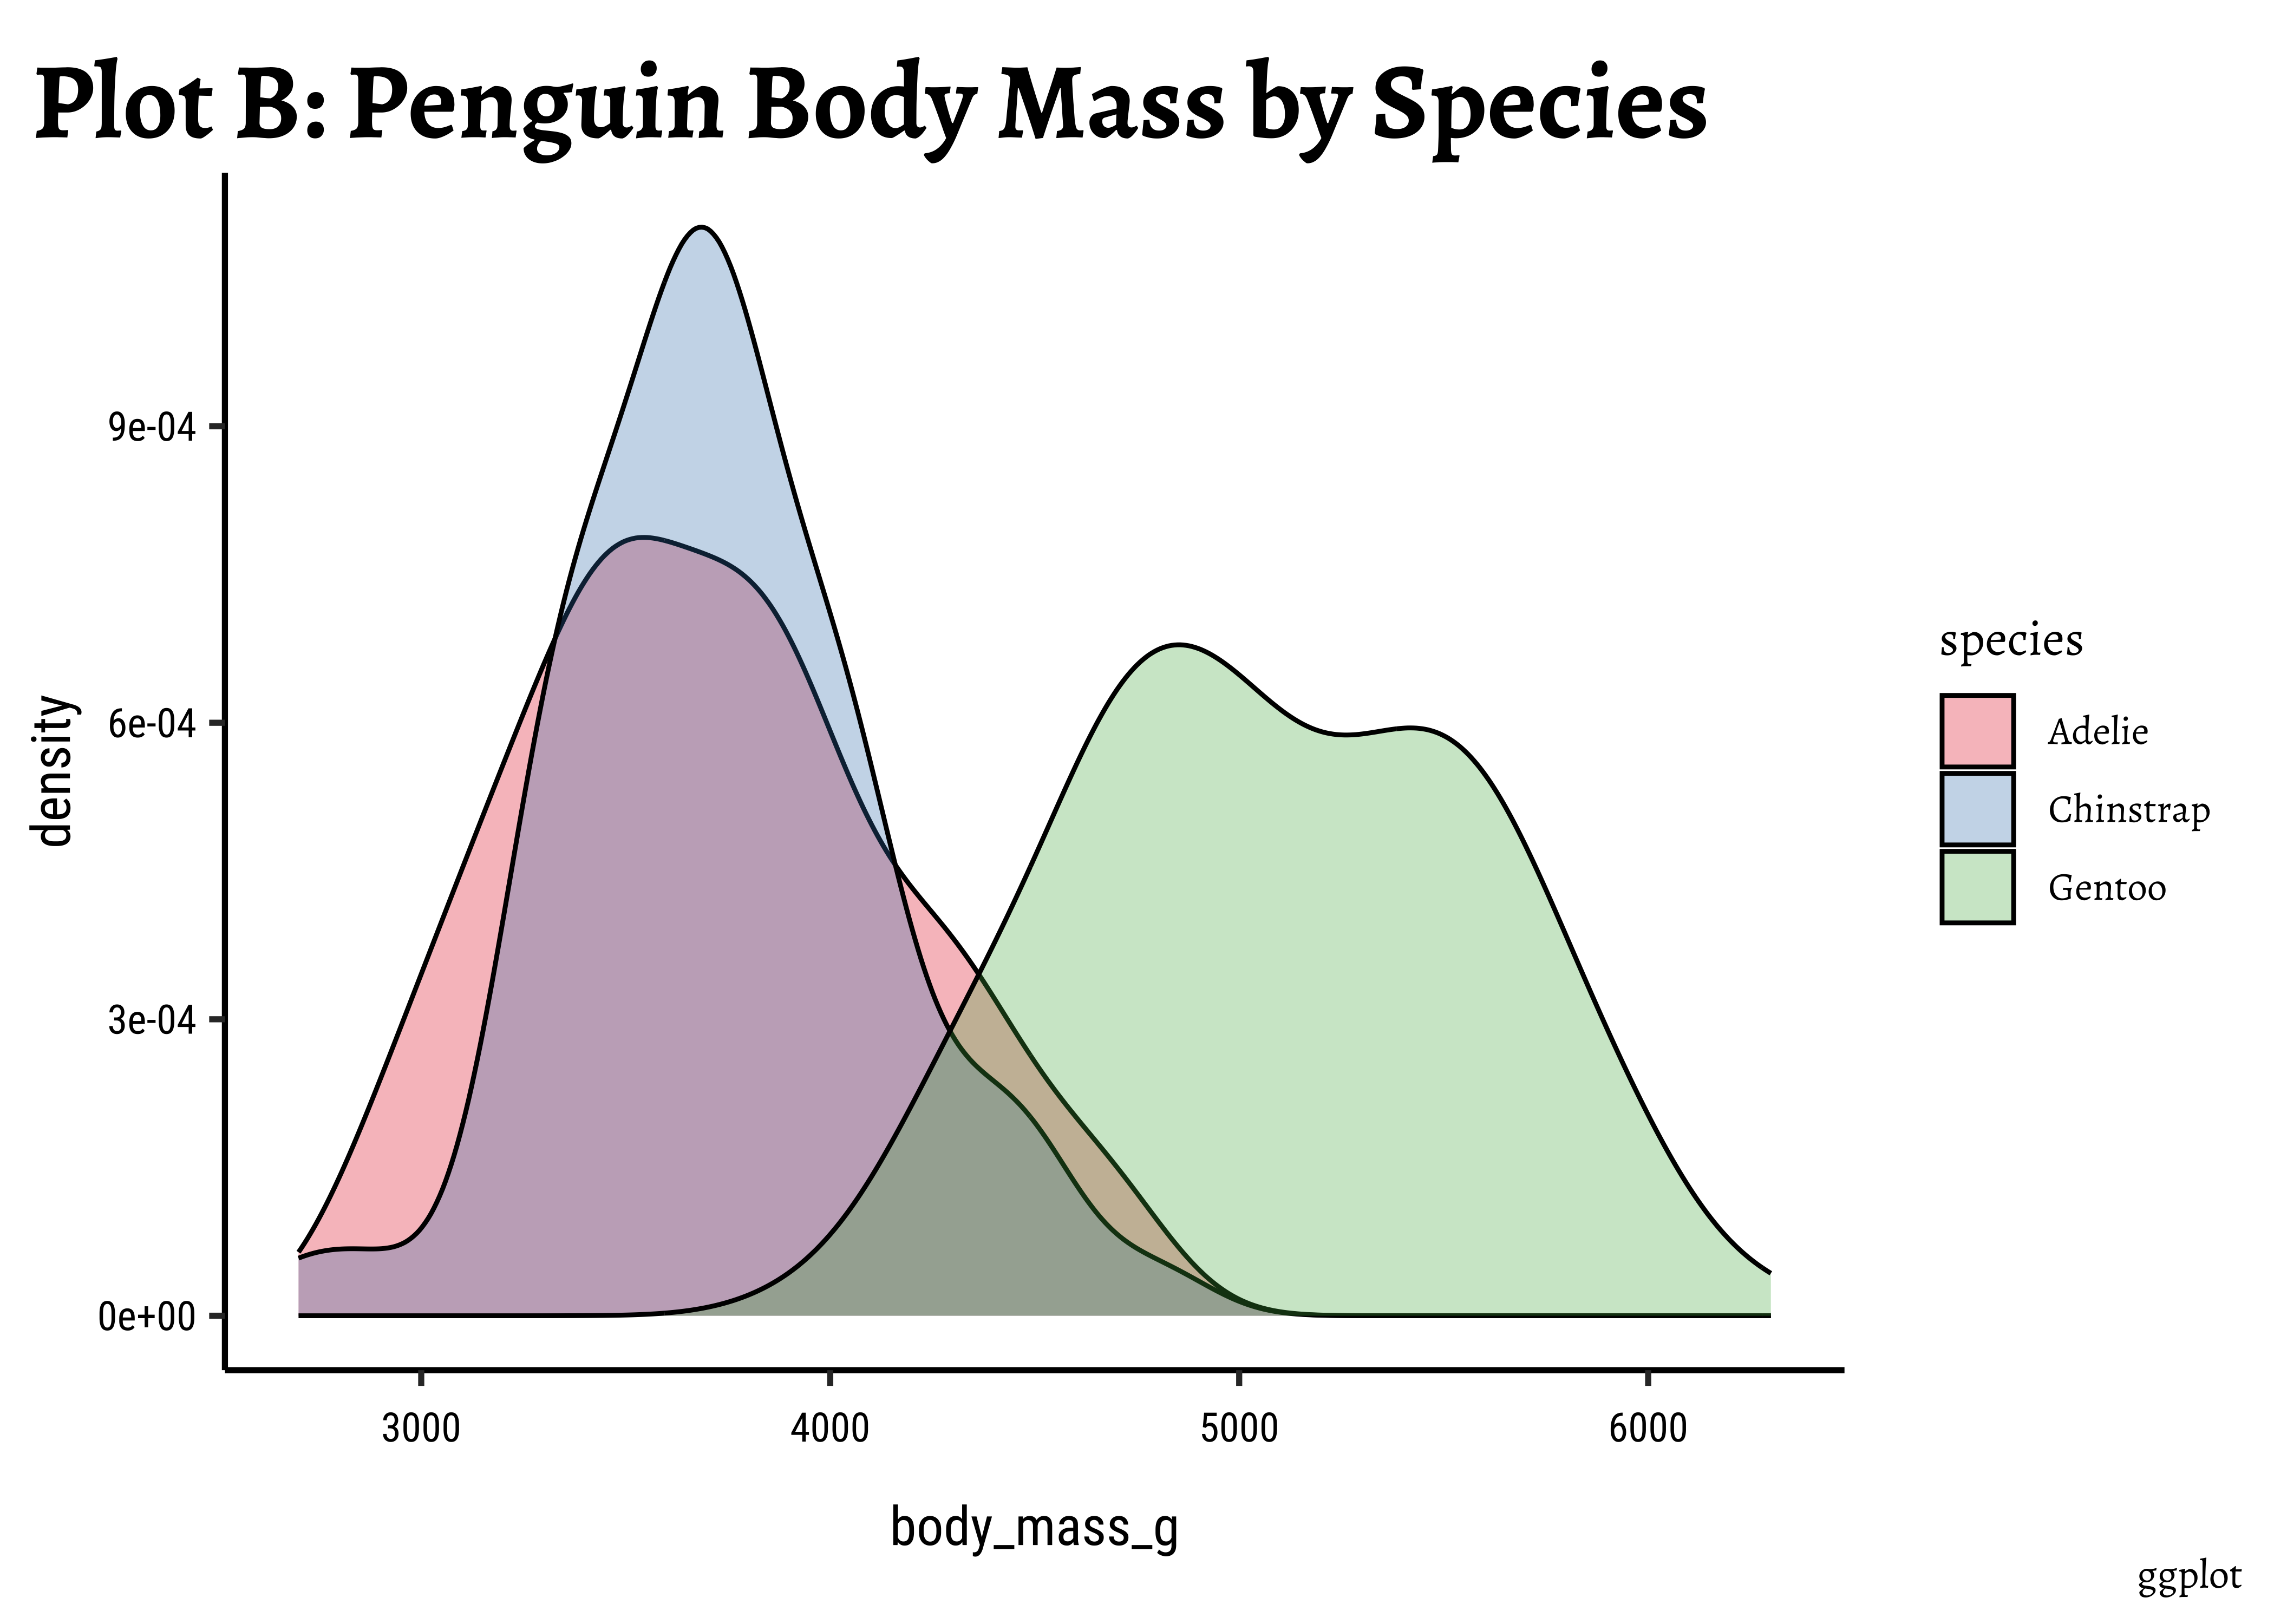 Plot B: Penguin Body Mass by Species
9e-04
6e-04
3e-04
0e+00
density
3000 4000 5000 6000
body_mass_g
species
Adelie
Chinstrap
Gentoo
ggplot